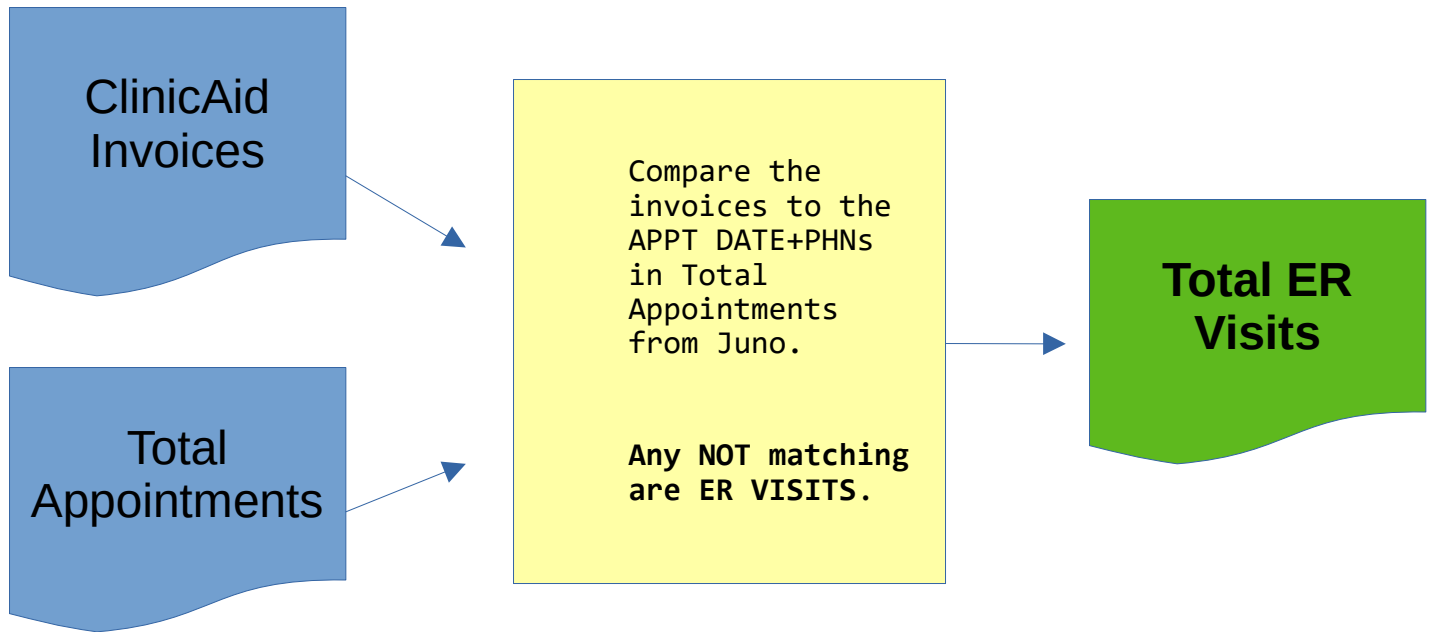 ClinicAid
Invoices
Total
Appointments
Compare the
invoices to the
APPT DATE+PHNs
in Total
Appointments
from Juno.
Any NOT matching
are ER VISITS.
Total ER
Visits